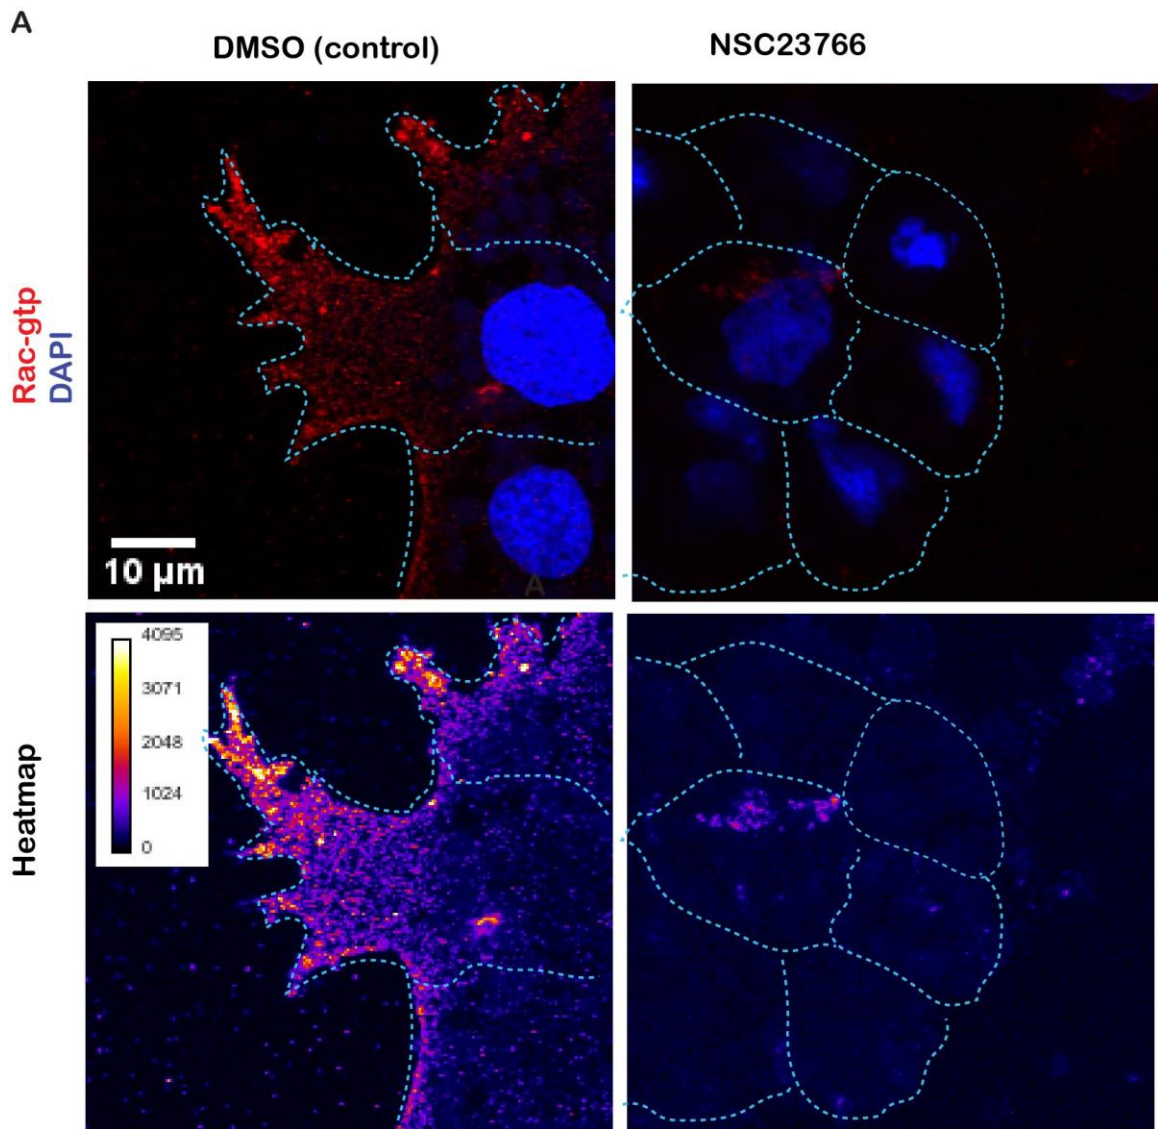 A
DMSO (control)
NSC23766
Rac-gtp
DAPI
10 µm
A
Heatmap
4095
3071
2048
1024
0